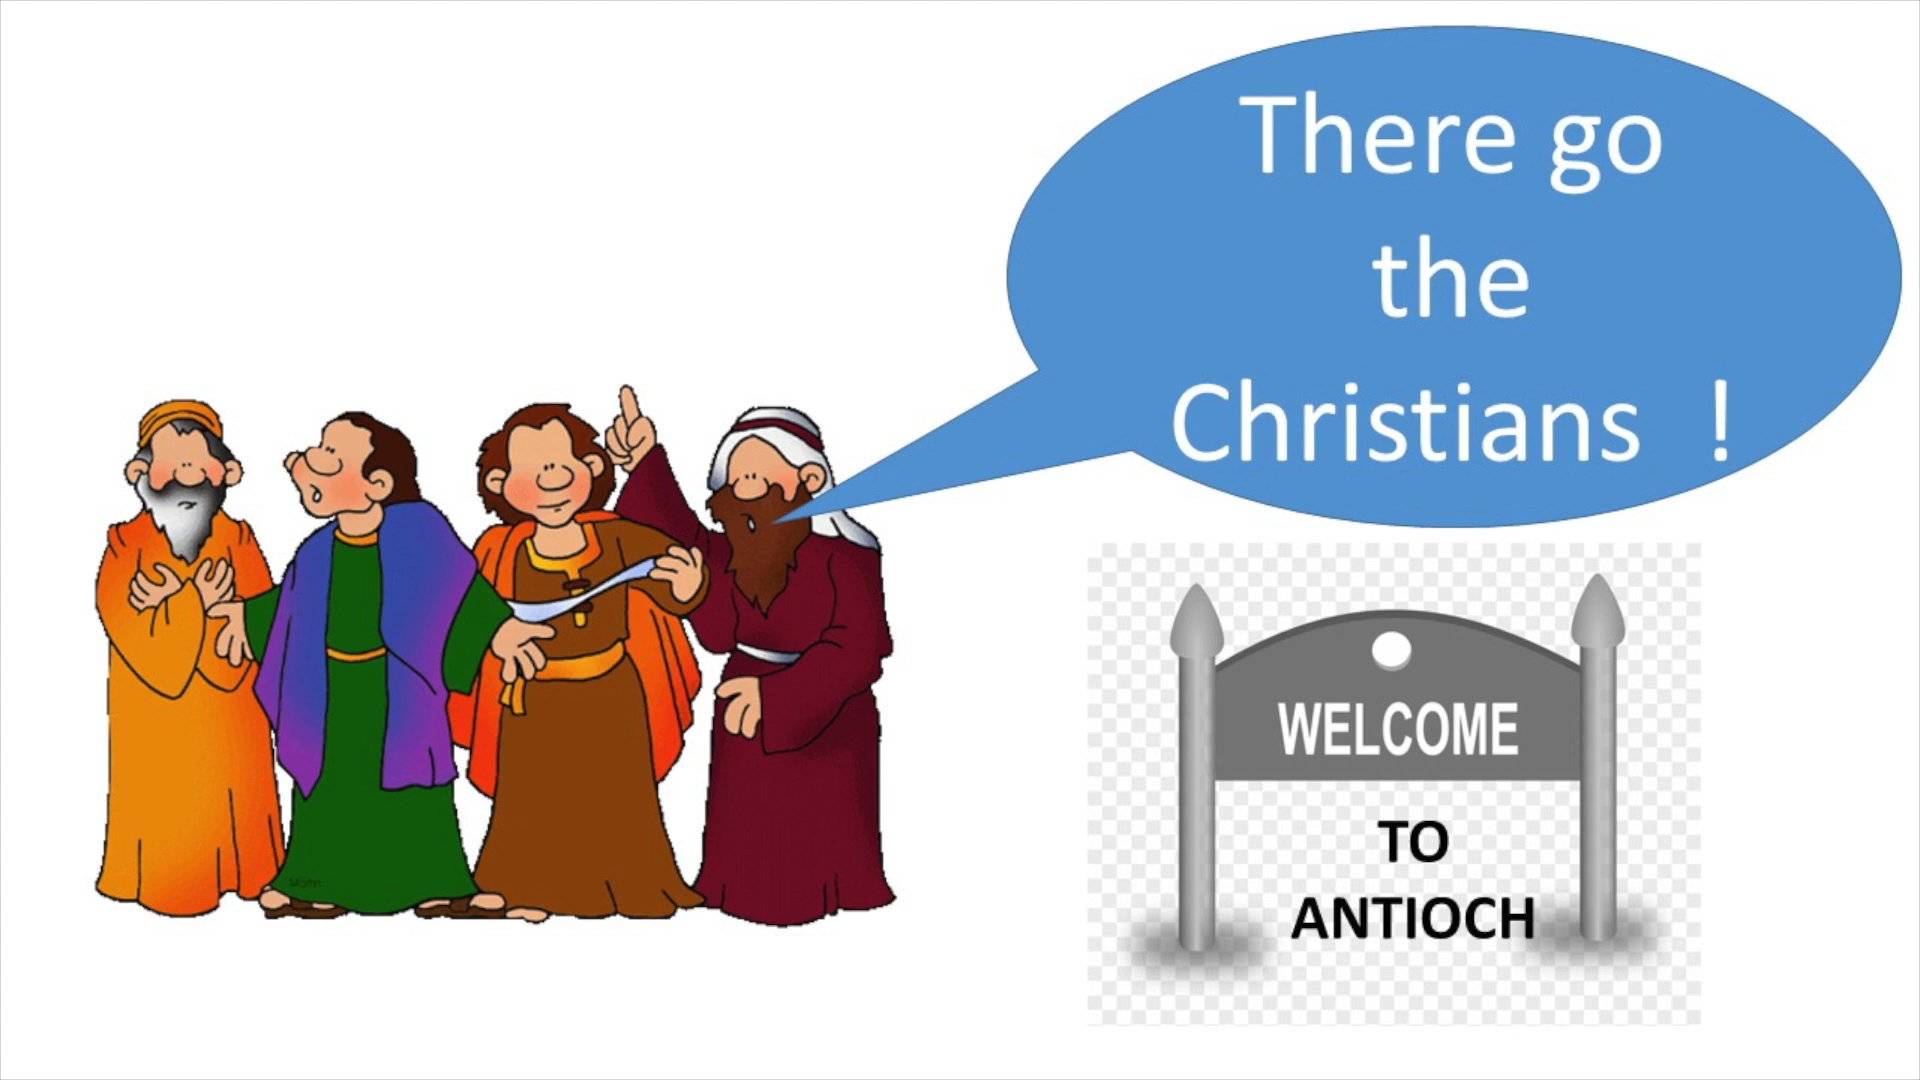 There go
the
Christians !
WELCOME
TO
ANTIOCH